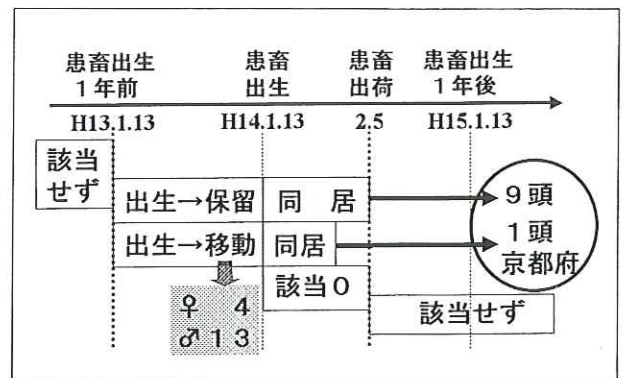 患畜出生 患畜 患畜 患畜出生
1年前 出生 出荷 1年後
H13.1.13 H14.1.13 2.5 H15.1.13
該当
せず
出生→保留 同 居 9頭
出生→移動 同居 1頭
京都府
該当0
♀ 4
♂13
該当せず